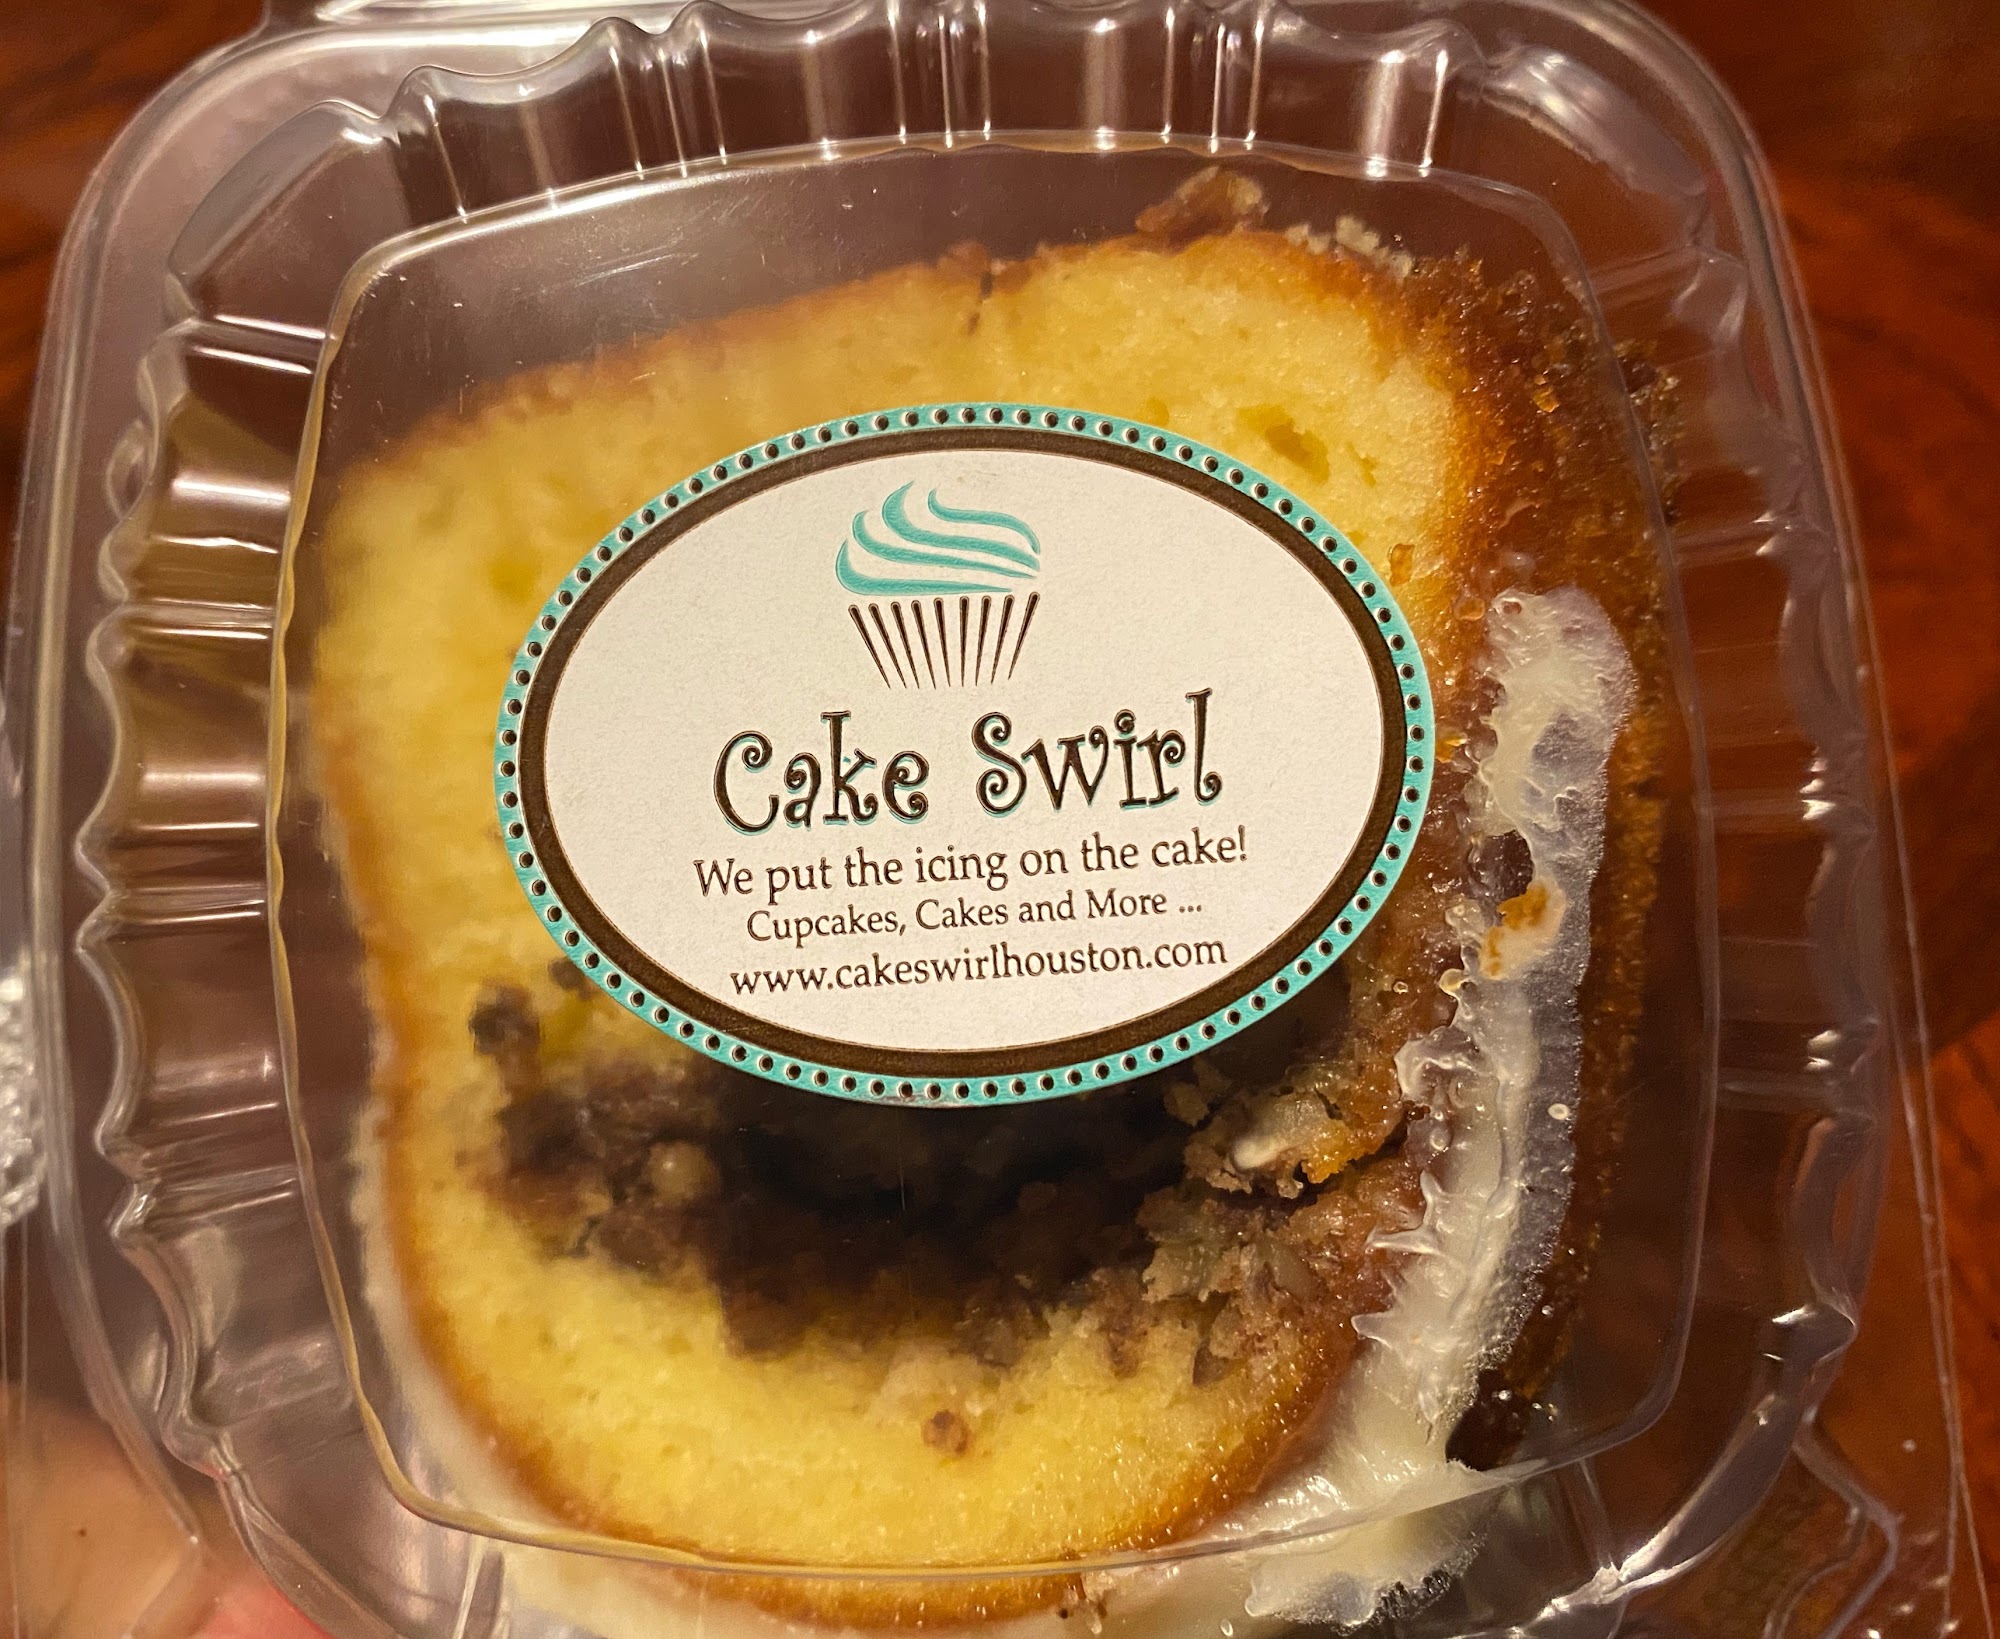 Cake Swirl
We put the icing on the cake!
Cupcakes, Cakes and More ...
www.cakeswirlhouston.com